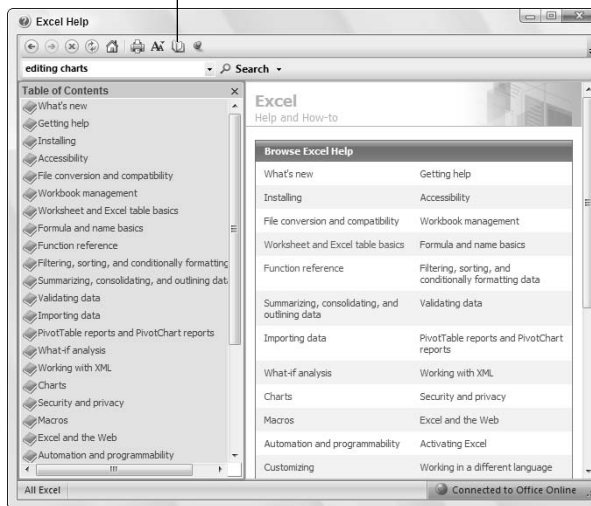 Excel Help
editing charts
Search
Table of Contents
What's new
Getting help
Installing
Accessibility
File conversion and compatibility
Workbook management
Worksheet and Excel table basics
Formula and name basics
Function reference
Filtering, sorting, and conditionally formatting
Summarizing, consolidating, and outlining dat
Validating data
Importing data
PivotTable reports and PivotChart reports
What-if analysis
Working with XML
Charts
Security and privacy
Macros
Excel and the Web
Automation and programmability
Excel
Help and How-to
Browse Excel Help
What's new Getting help
Installing Accessibility
File conversion and compatibility Workbook management
Worksheet and Excel table basics Formula and name basics
Function reference Filtering, sorting, and
conditionally formatting data
Summarizing, consolidating, and Validating data
outlining data
Importing data PivotTable reports and PivotChart
reports
What-if analysis Working with XML
Charts Security and privacy
Macros Excel and the Web
Automation and programmability Activating Excel
Customizing Working in a different language
All Excel Connected to Office Online